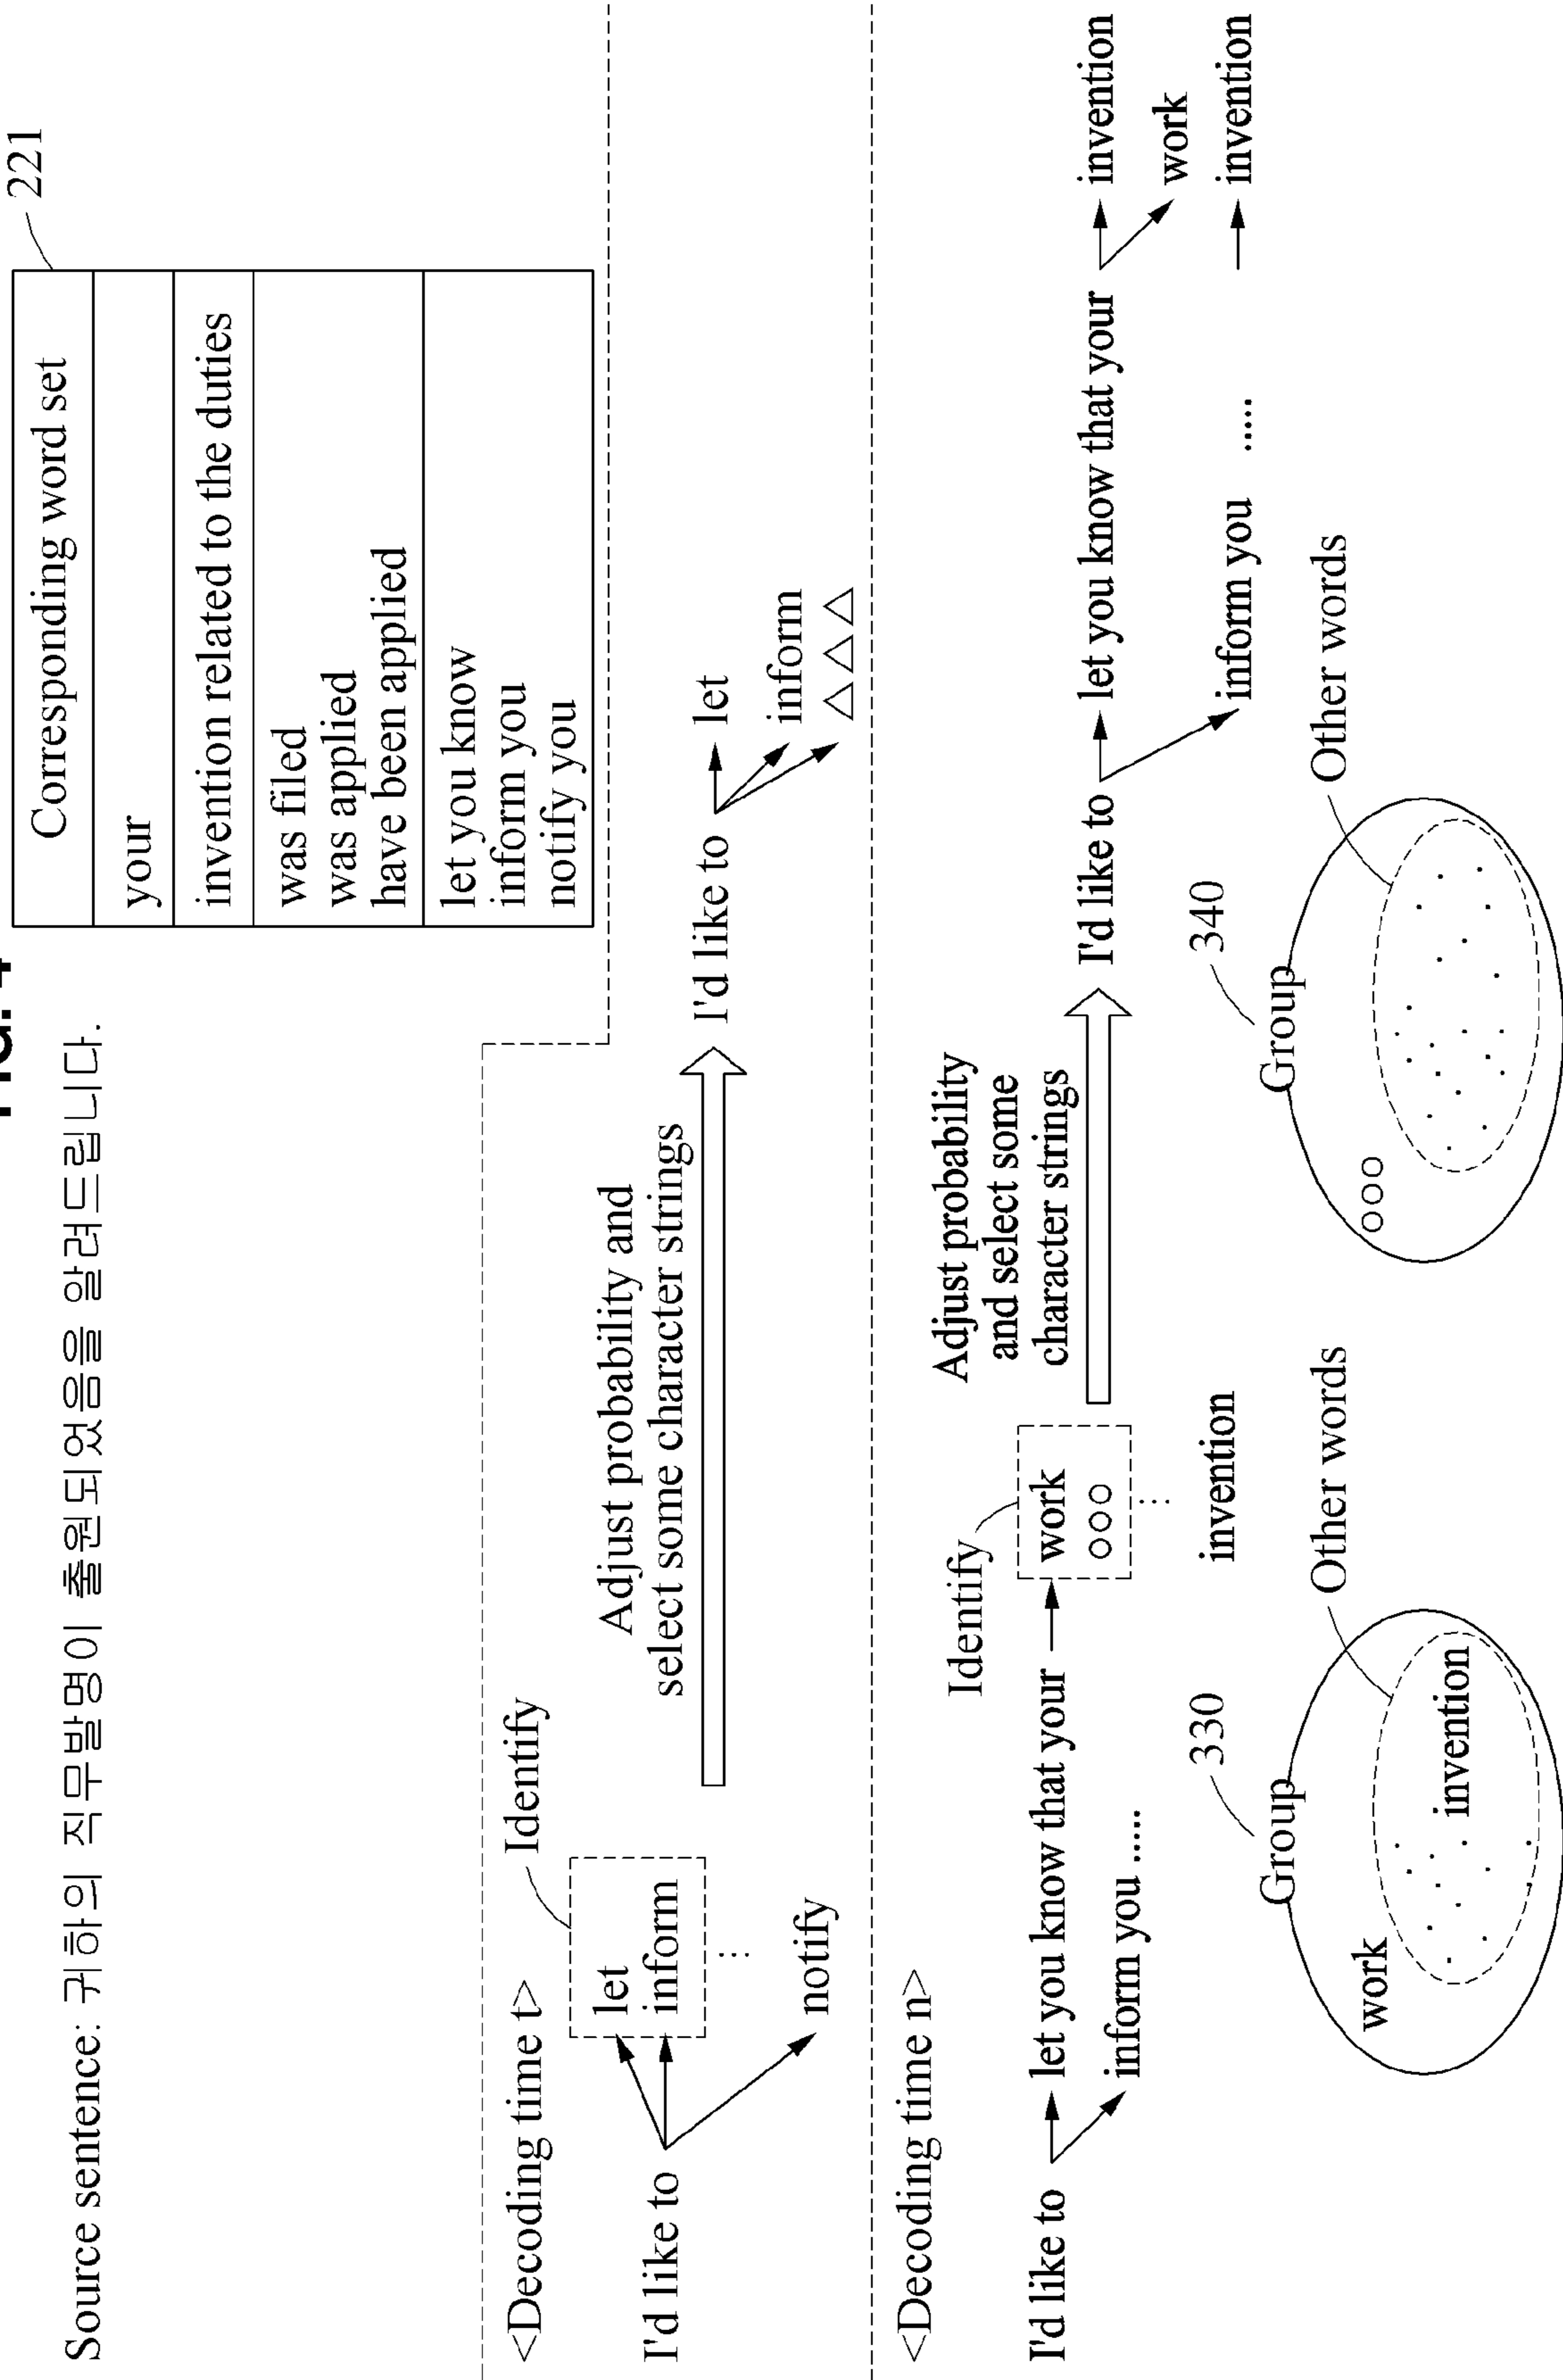 Source sentence: 귀하의 직무발명이 출원되었음을 알려드립니다.
221
Corresponding word set
your
invention related to the duties
was filed
was applied
have been applied
let you know
inform you
notify you
<Decoding time t>
Identify
I'd like to
let
inform
⋮
notify
Adjust probability and
select some character strings
I'd like to
let
inform
△△△
<Decoding time n>
I'd like to
let you know that your
inform you .....
Identify
work
○○○
⋮
invention
Adjust probability
and select some
character strings
I'd like to
let you know that your
inform you .....
invention
work
invention
Group
330
work
invention
Other words
Group
340
○○○
Other words